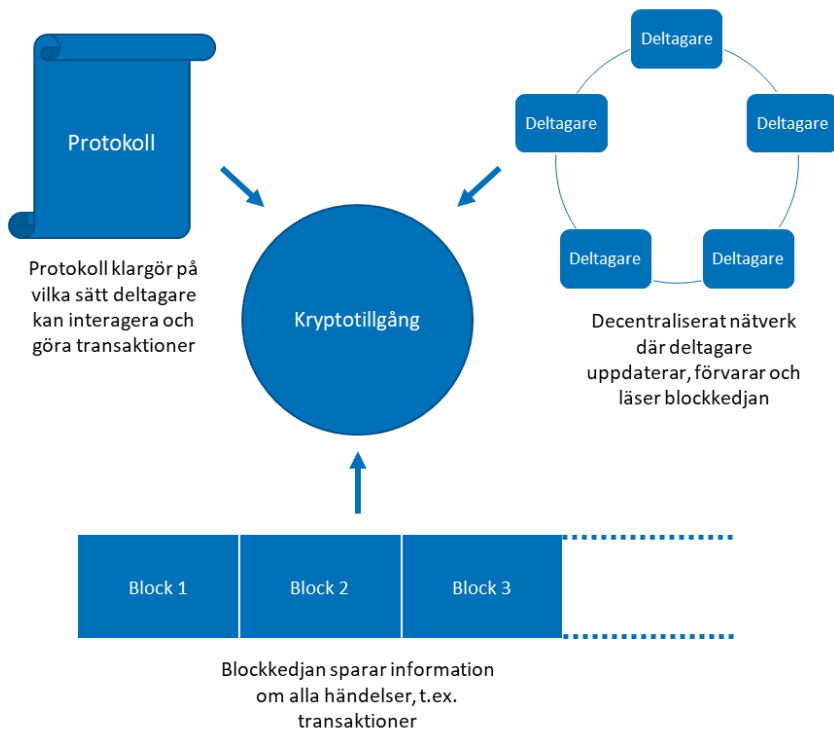 Protokoll
Protokoll klargör på
vilka sätt deltagare
kan interagera och
göra transaktioner
Deltagare
Deltagare
Deltagare
Deltagare
Deltagare
Decentraliserat nätverk
där deltagare
uppdaterar, förvarar och
läser blockkedjan
Kryptotillgång
Block 1
Block 2
Block 3
Blockkedjan sparar information
om alla händelser, t.ex.
transaktioner